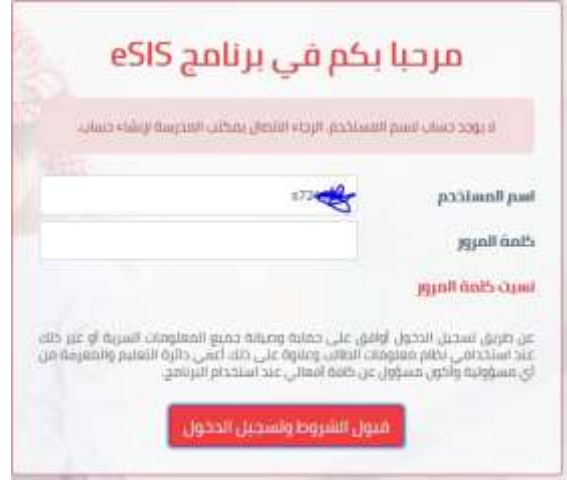 مرحبا بكم في برنامج eSIS
لا يوجد حساب لاسم المستخدم. الرجاء الاتصال بمكتب المدرسة لإنشاء حساب.
اسم المستخدم
s72
كلمة المرور
نسيت كلمة المرور
عن طريق تسجيل الدخول أوافق على حماية وصيانة جميع المعلومات السرية أو غير ذلك
عند استخدامي نظام معلومات الطالب وعلاوة على ذلك أعفي دائرة التعليم والمعرفة من
أي مسؤولية وأكون مسؤول عن كافة أفعالي عند استخدام البرنامج.
قبول الشروط وتسجيل الدخول